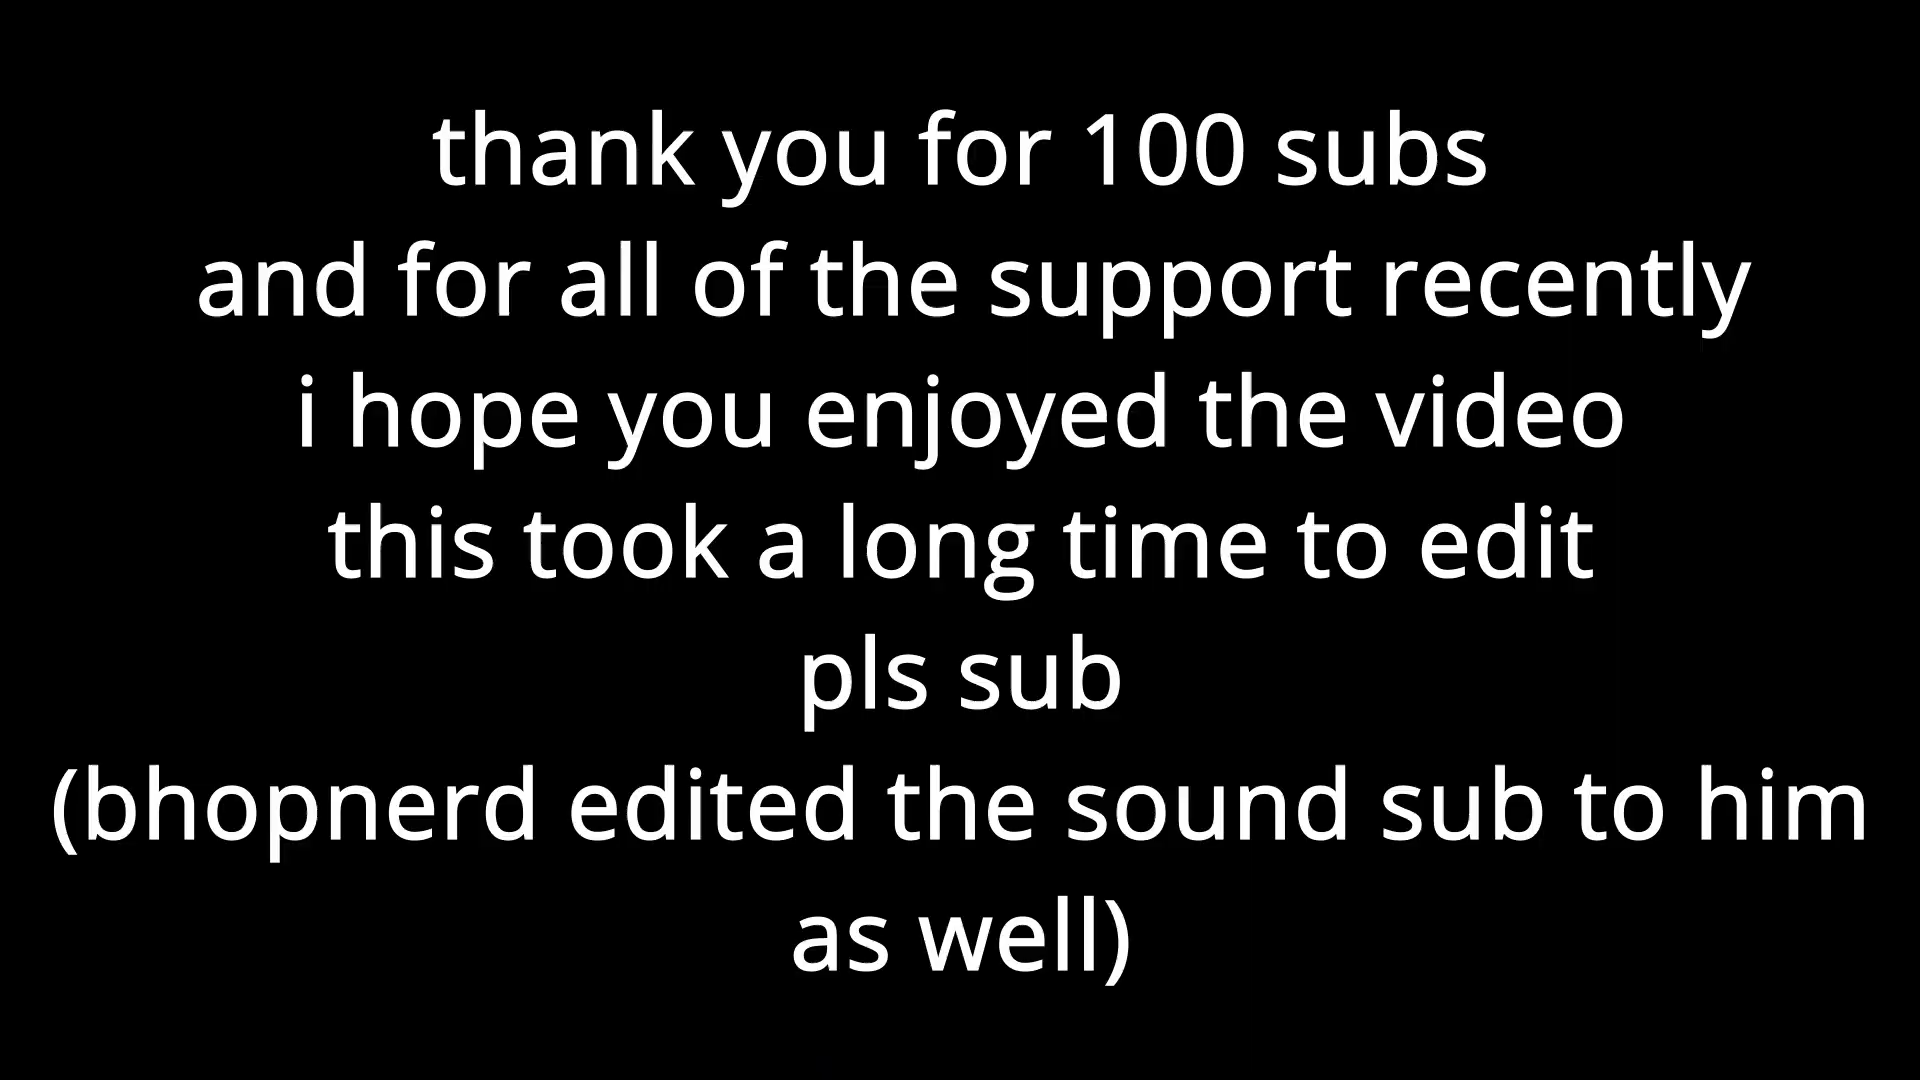 thank you for 100 subs
and for all of the support recently
i hope you enjoyed the video
this took a long time to edit
pls sub
(bhopnerd edited the sound sub to him
as well)